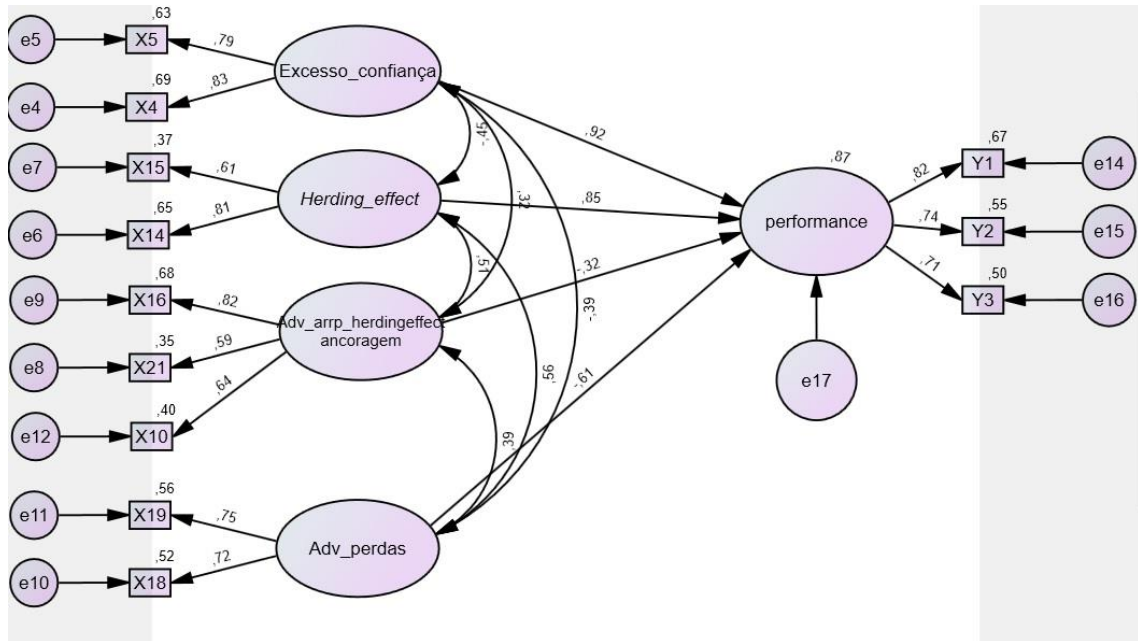 ,63
e5
X5
,79
Excesso_confiança
,69
e4
X4
,83
,37
e7
X15
,61
Herding_effect
,65
e6
X14
,81
,68
e9
X16
,82
Adv_arrp_herdingeffect
ancoragem
,35
e8
X21
,59
,40
e12
X10
,64
,56
e11
X19
,75
Adv_perdas
,52
e10
X18
,72
-,45
,32
,51
-,39
,56
,39
,92
,85
-,32
-,61
,87
performance
e17
,82
,67
Y1
e14
,74
,55
Y2
e15
,71
,50
Y3
e16